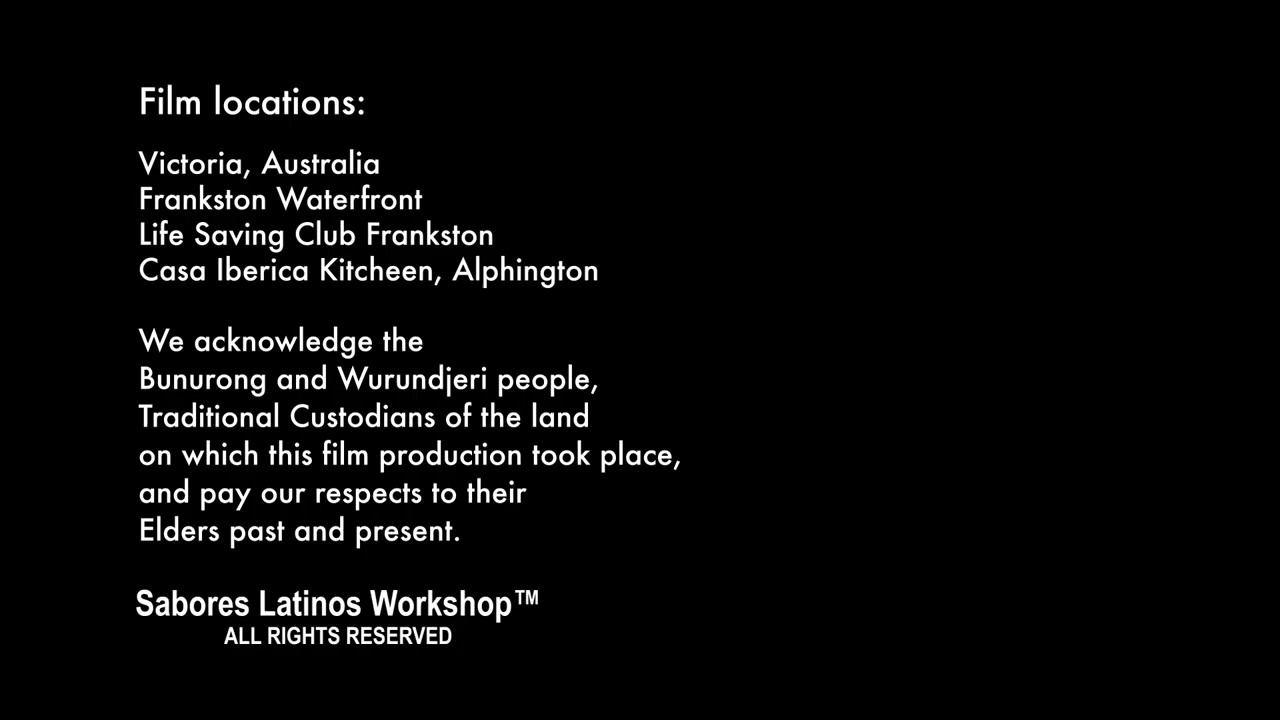 Film locations:
Victoria, Australia
Frankston Waterfront
Life Saving Club Frankston
Casa Iberica Kitcheen, Alphington
We acknowledge the
Bunurong and Wurundjeri people,
Traditional Custodians of the land
on which this film production took place,
and pay our respects to their
Elders past and present.
Sabores Latinos Workshop™
ALL RIGHTS RESERVED